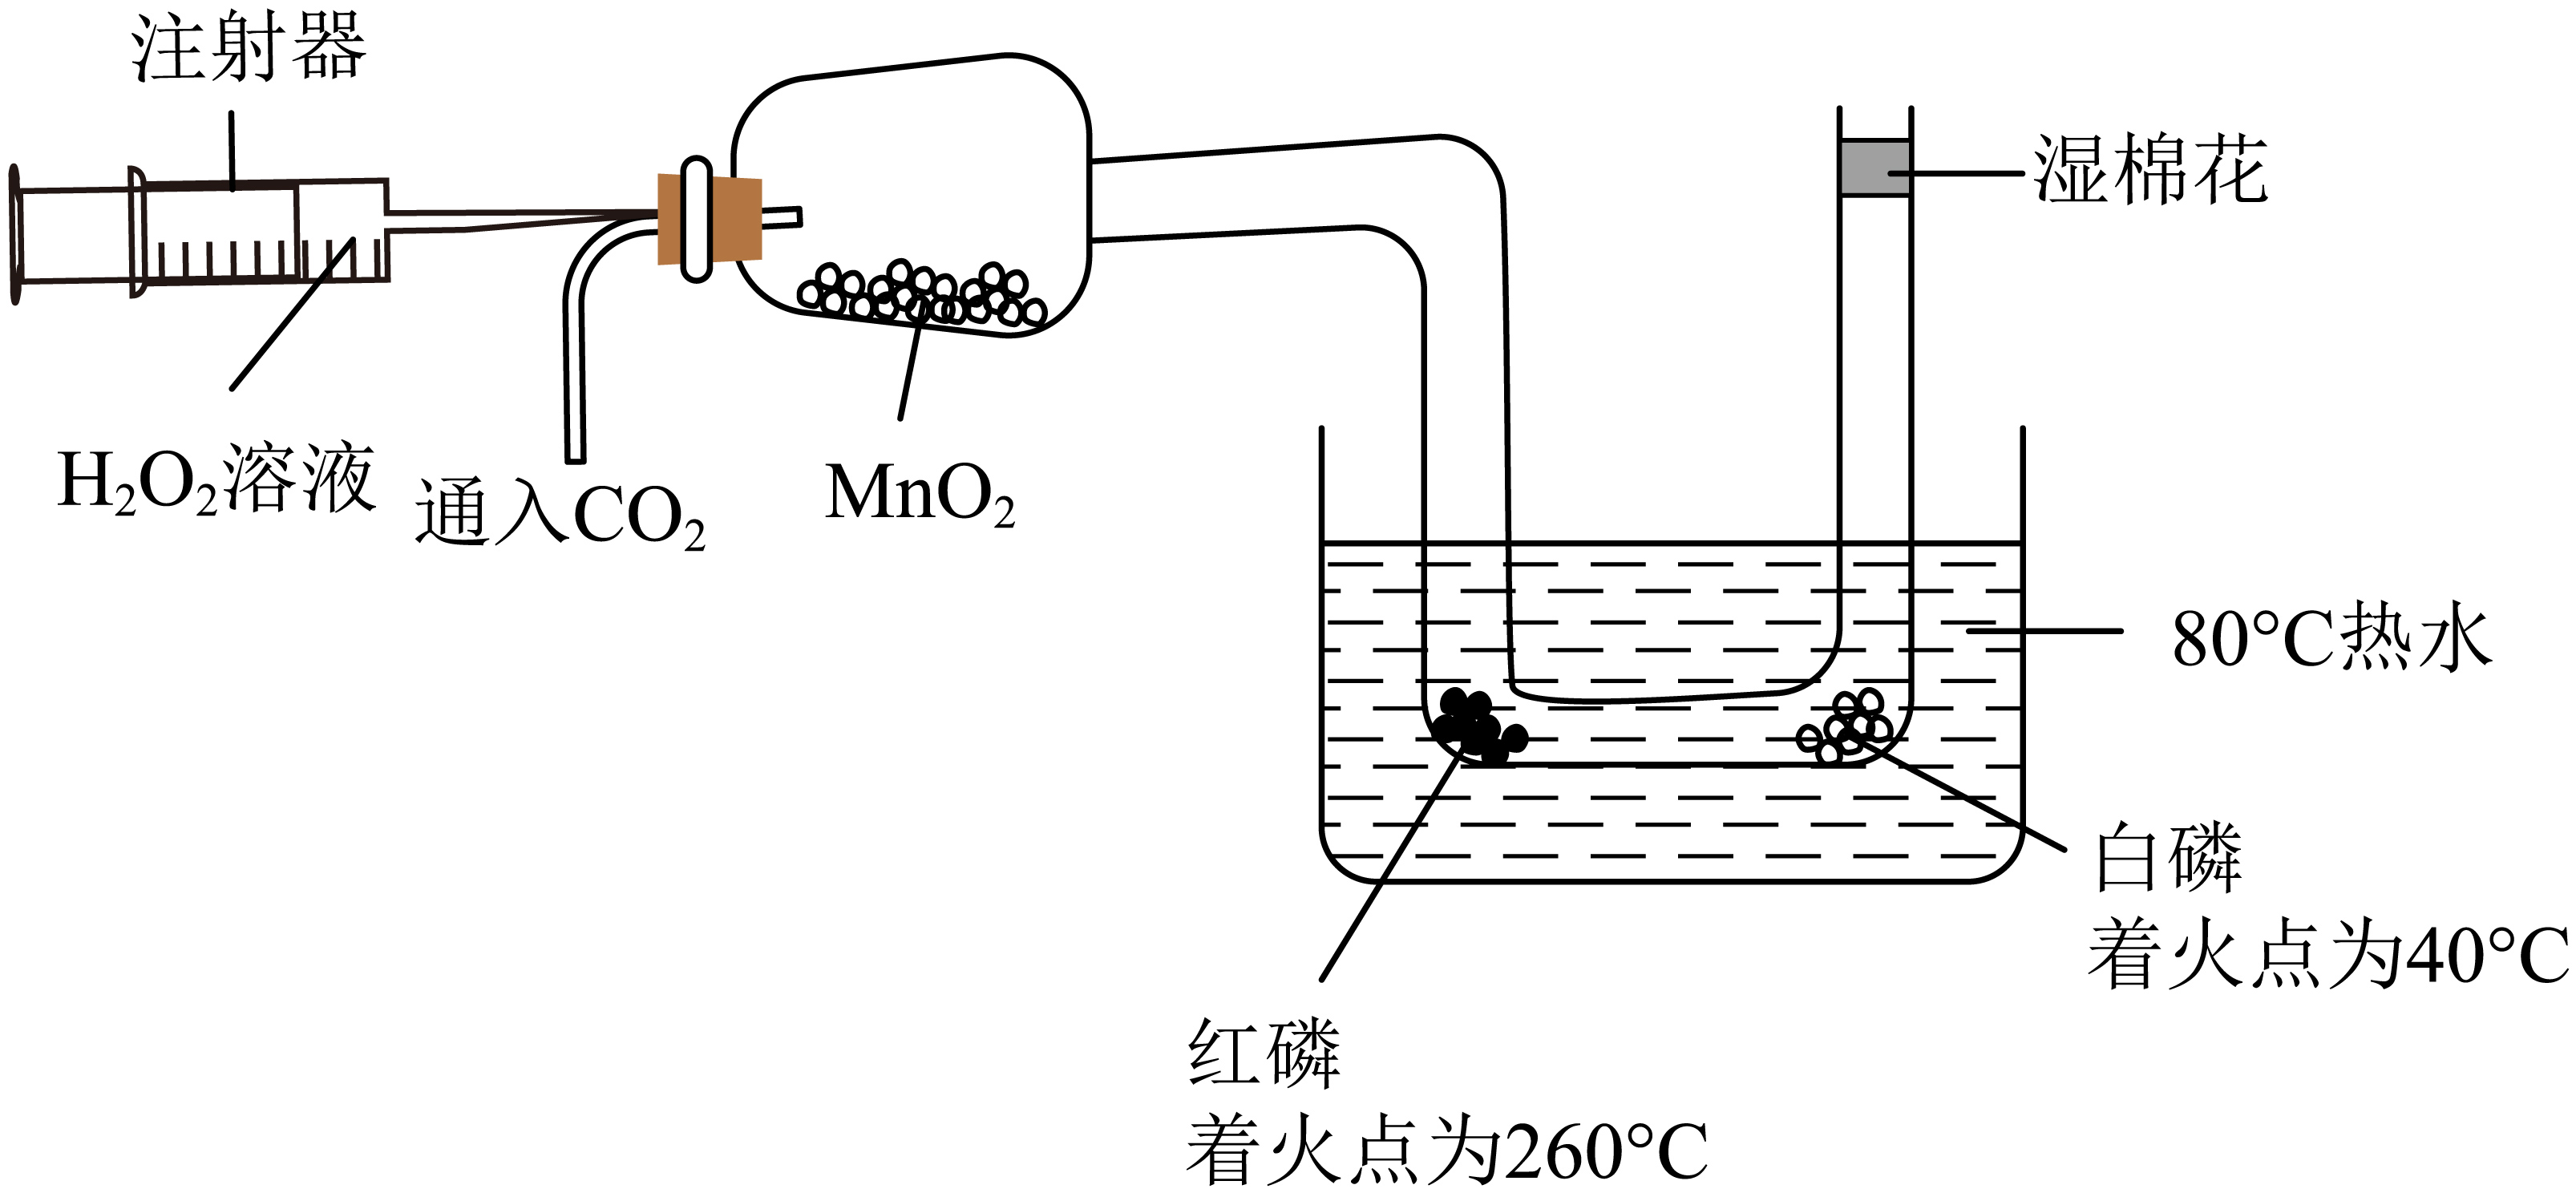 注射器
湿棉花
H₂O₂溶液
通入CO₂
MnO₂
80°C热水
白磷
着火点为40°C
红磷
着火点为260°C